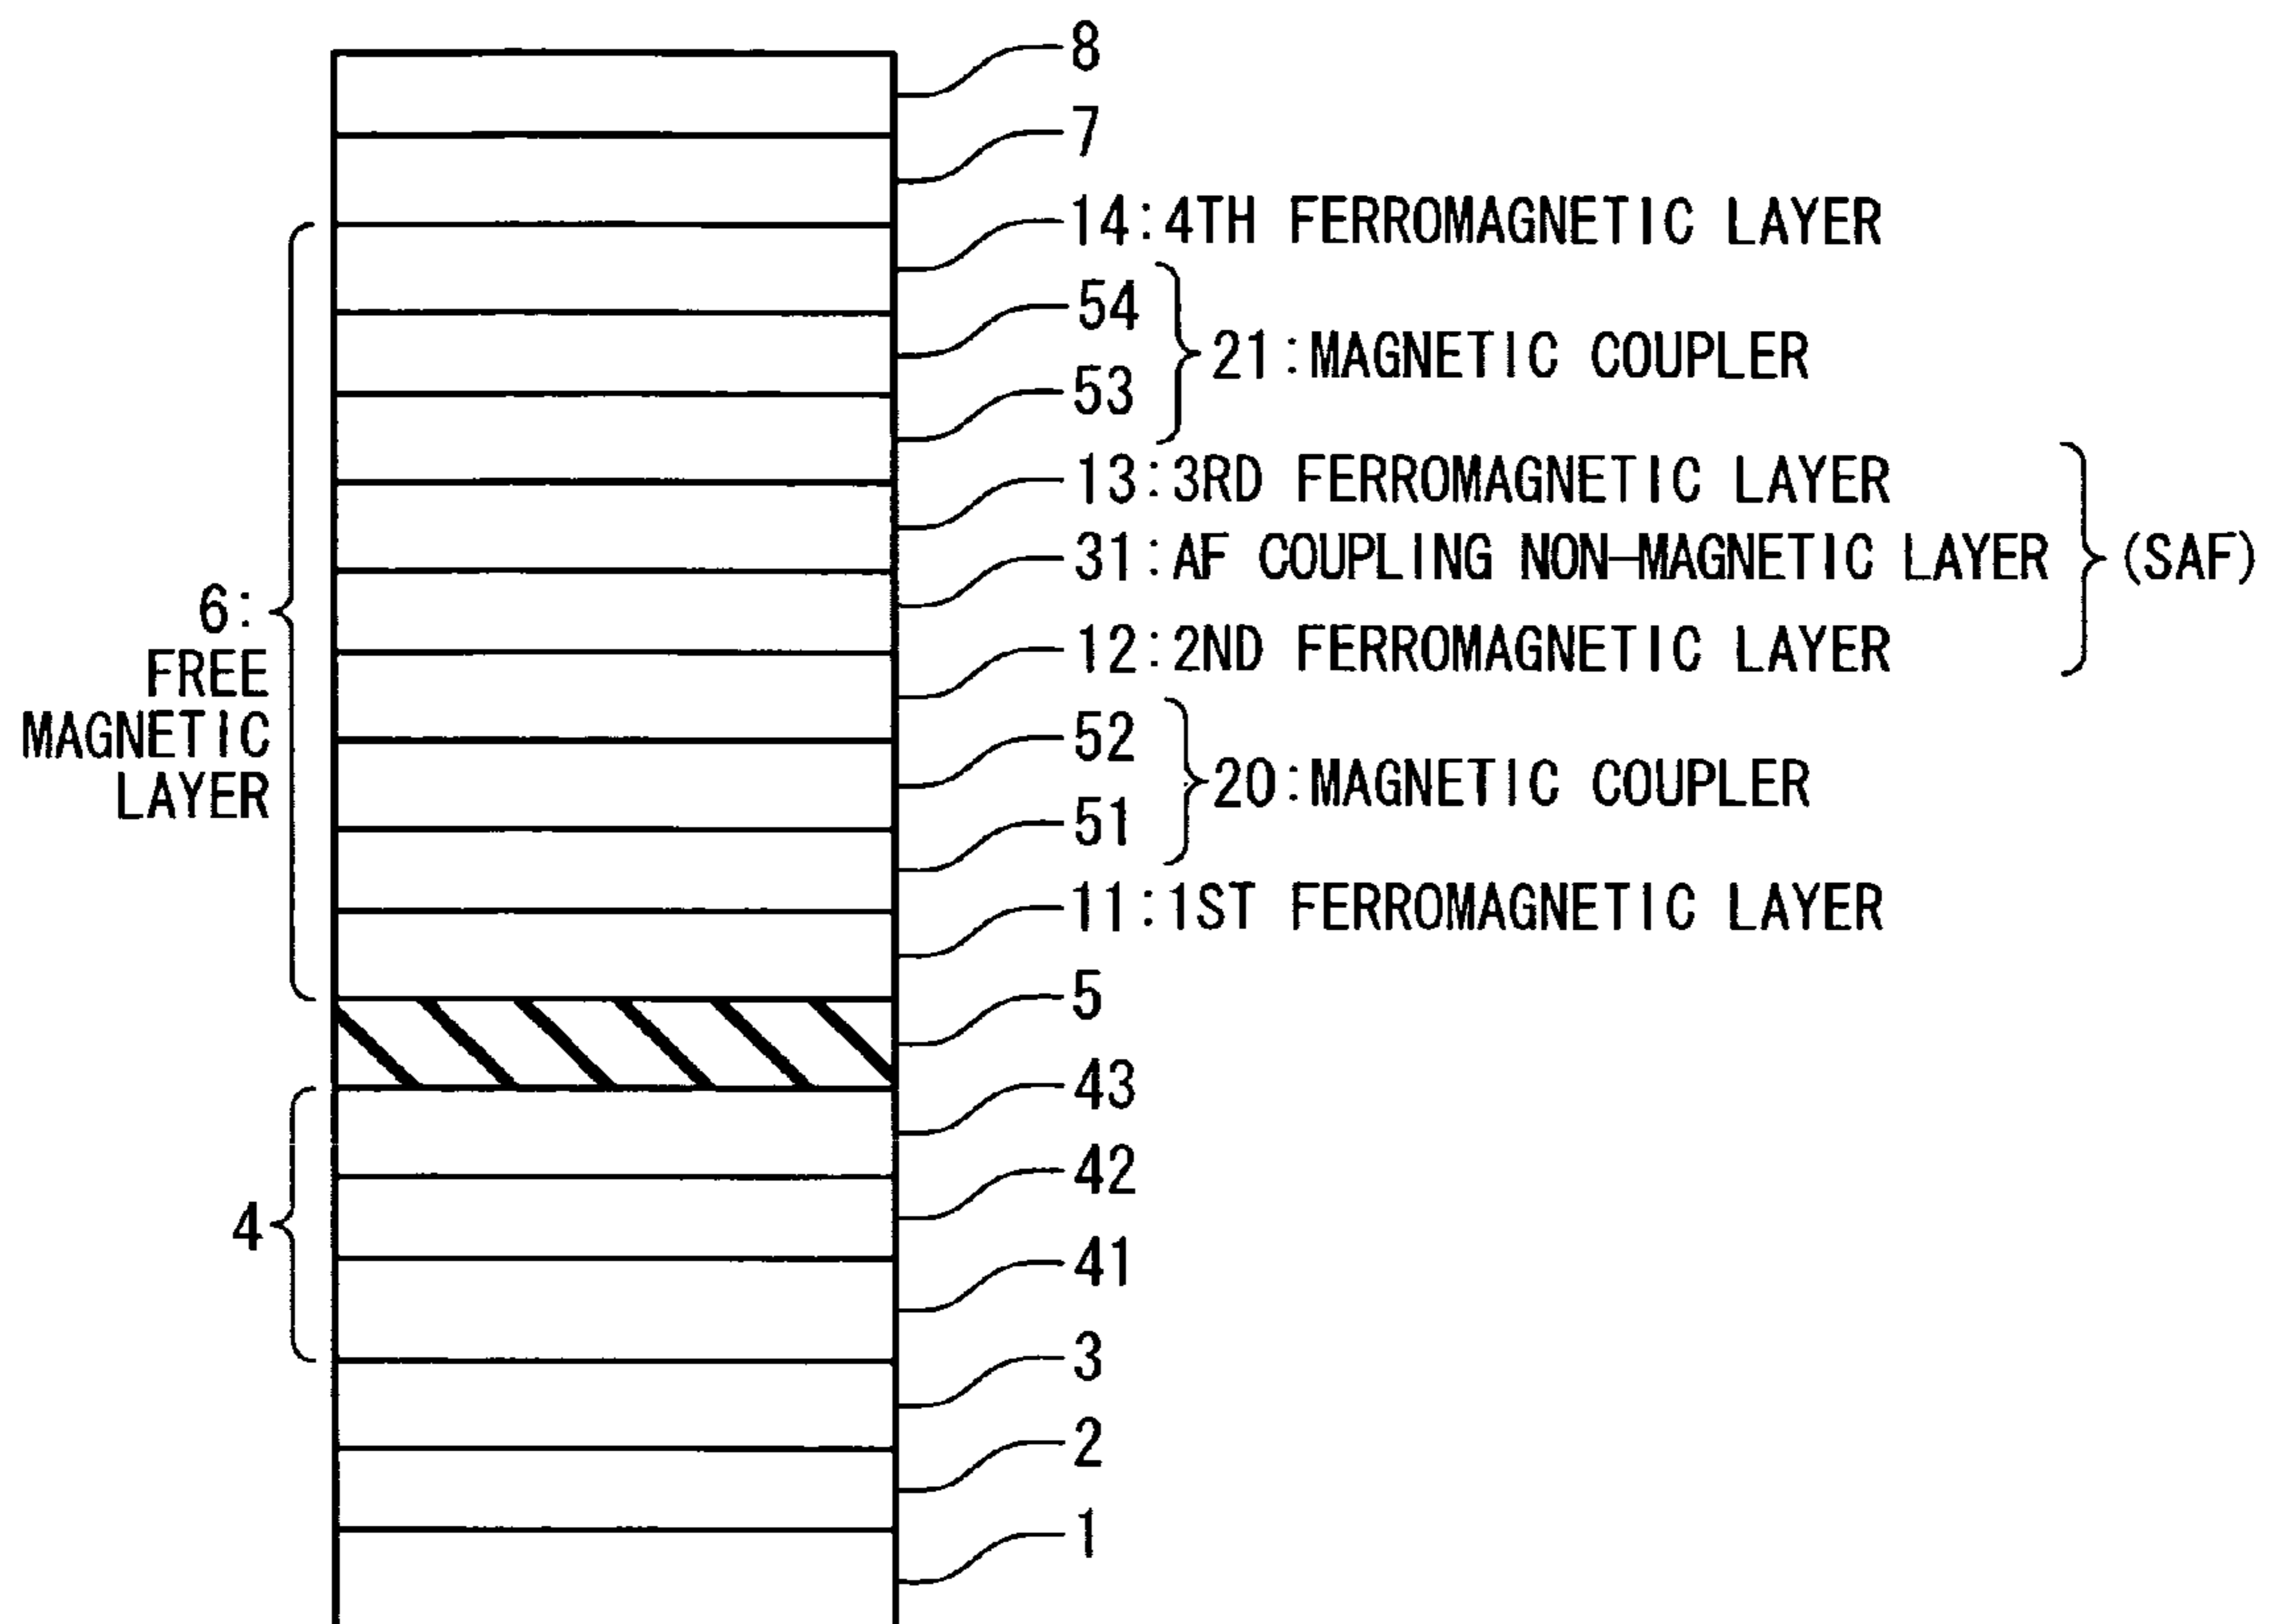 8
7
14:4TH FERROMAGNETIC LAYER
54
21:MAGNETIC COUPLER
53
13:3RD FERROMAGNETIC LAYER
31:AF COUPLING NON-MAGNETIC LAYER
(SAF)
12:2ND FERROMAGNETIC LAYER
6:
FREE
MAGNETIC
LAYER
52
20:MAGNETIC COUPLER
51
11:1ST FERROMAGNETIC LAYER
5
43
42
4
41
3
2
1